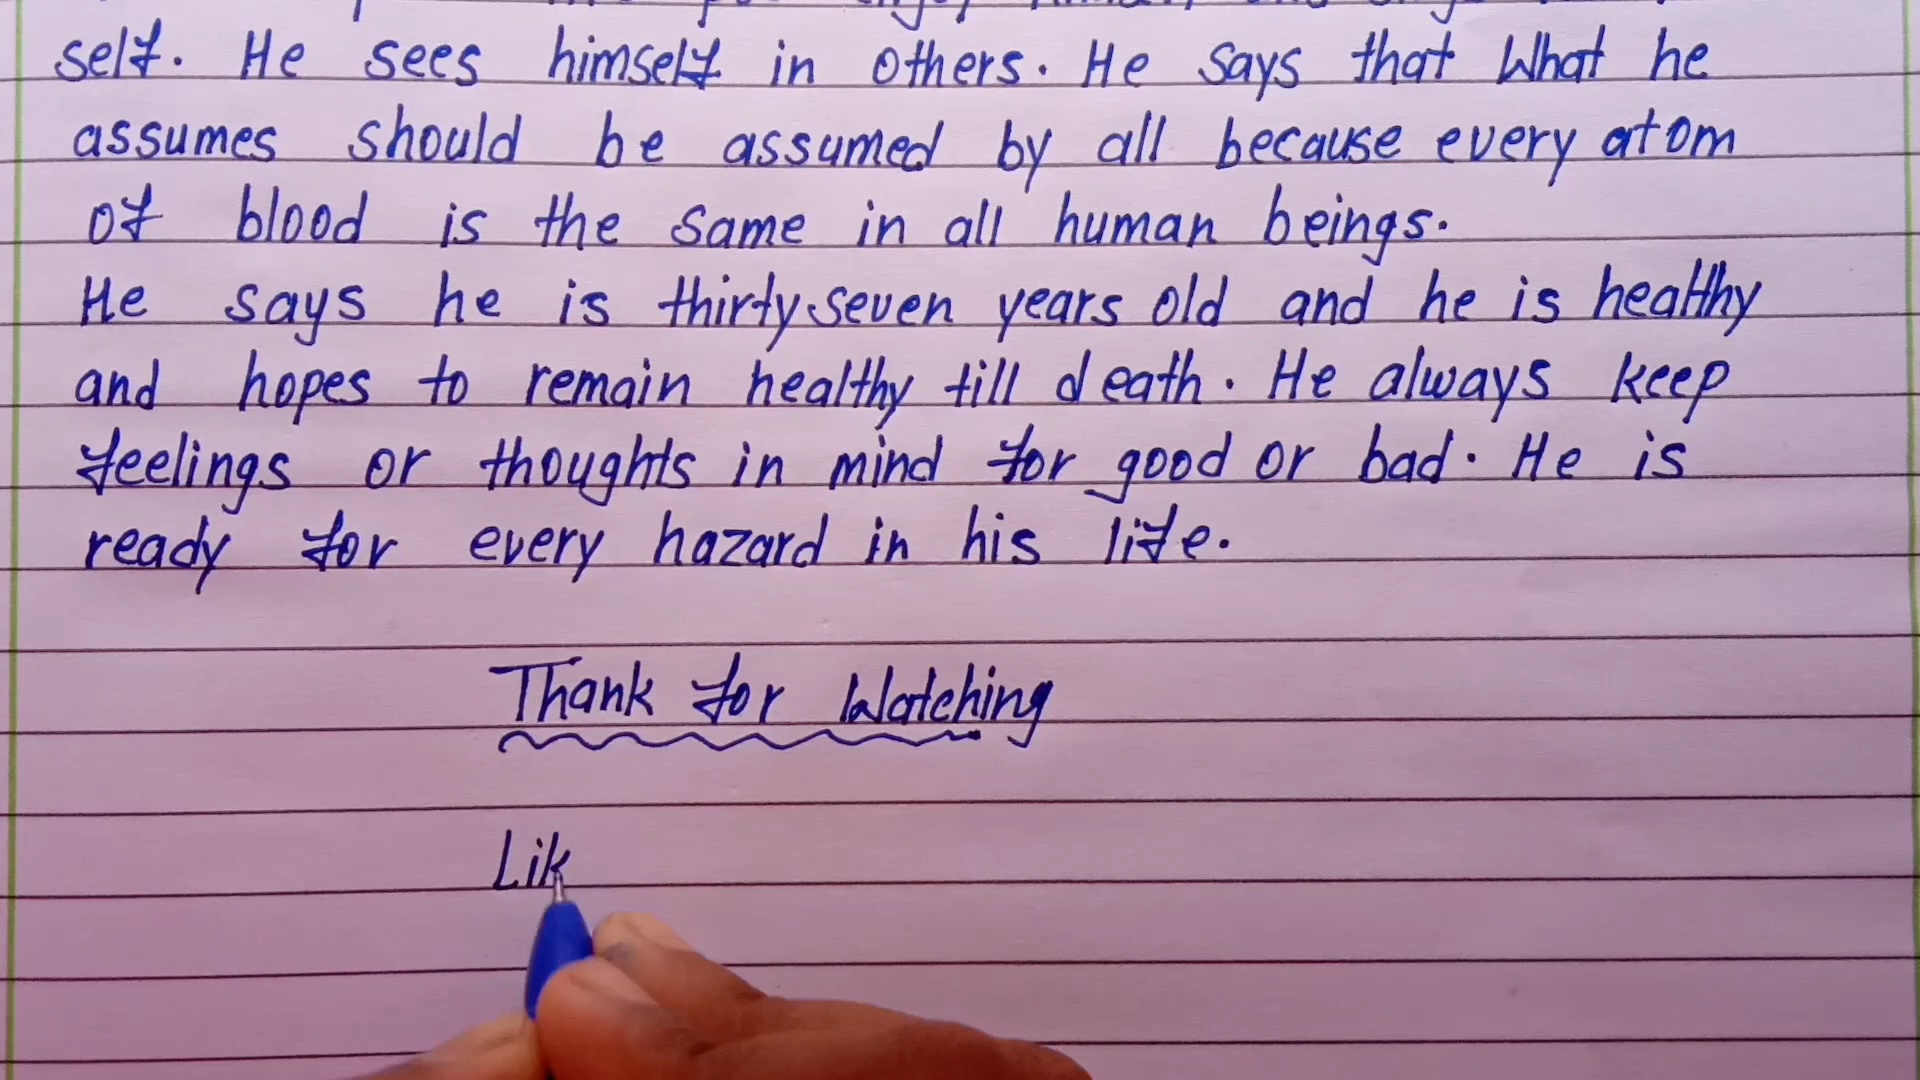 self. He sees himself in others. He says that What he
assumes should be assumed by all because every atom
of blood is the same in all human beings.
He says he is thirty-seven years old and he is healthy
and hopes to remain healthy till death. He always keep
feelings or thoughts in mind for good or bad. He is
ready for every hazard in his life.
Thank for Watching
Lik